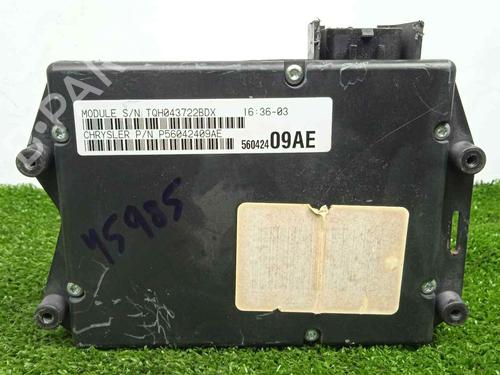 MODULE S/N TQH043722BDX 16:36-03
CHRYSLER P/N P56042409AE
56042409AE
45985